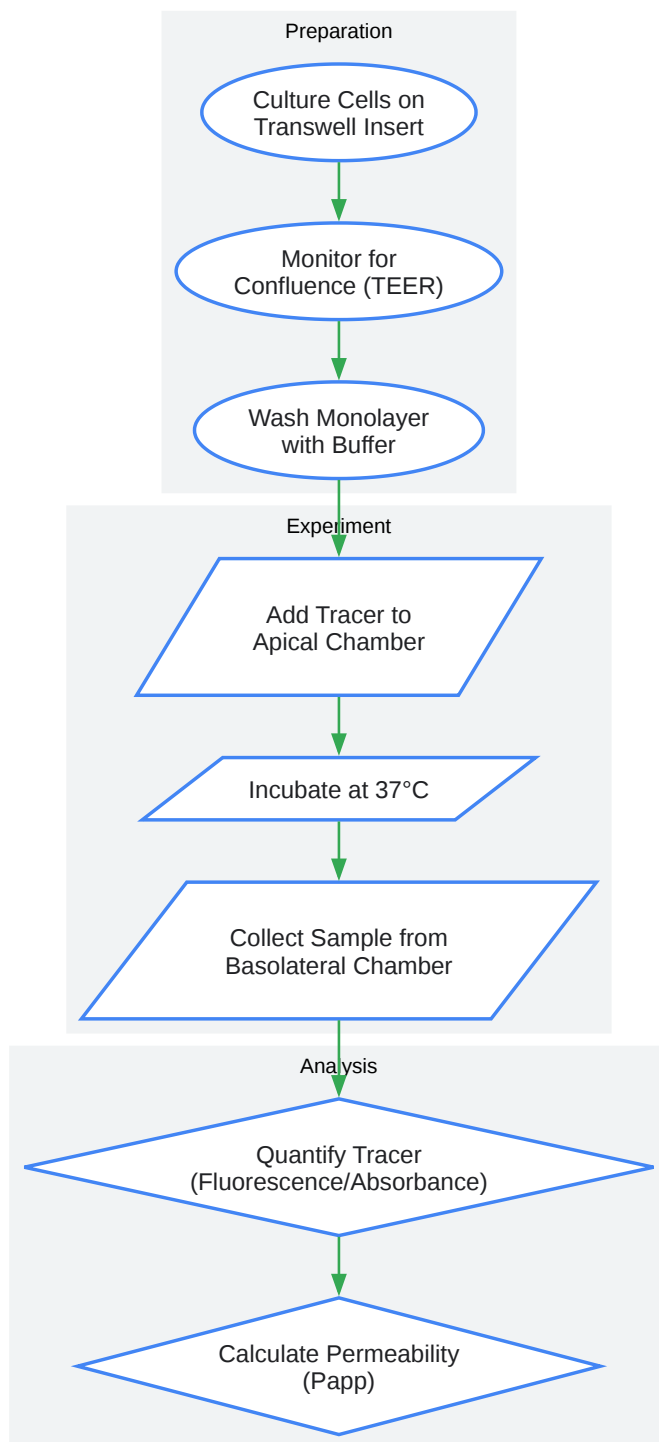 Preparation
Culture Cells on
Transwell Insert
Monitor for
Confluence (TEER)
Wash Monolayer
with Buffer
Experiment
Add Tracer to
Apical Chamber
Incubate at 37°C
Collect Sample from
Basolateral Chamber
Analysis
Quantify Tracer
(Fluorescence/Absorbance)
Calculate Permeability
(Papp)